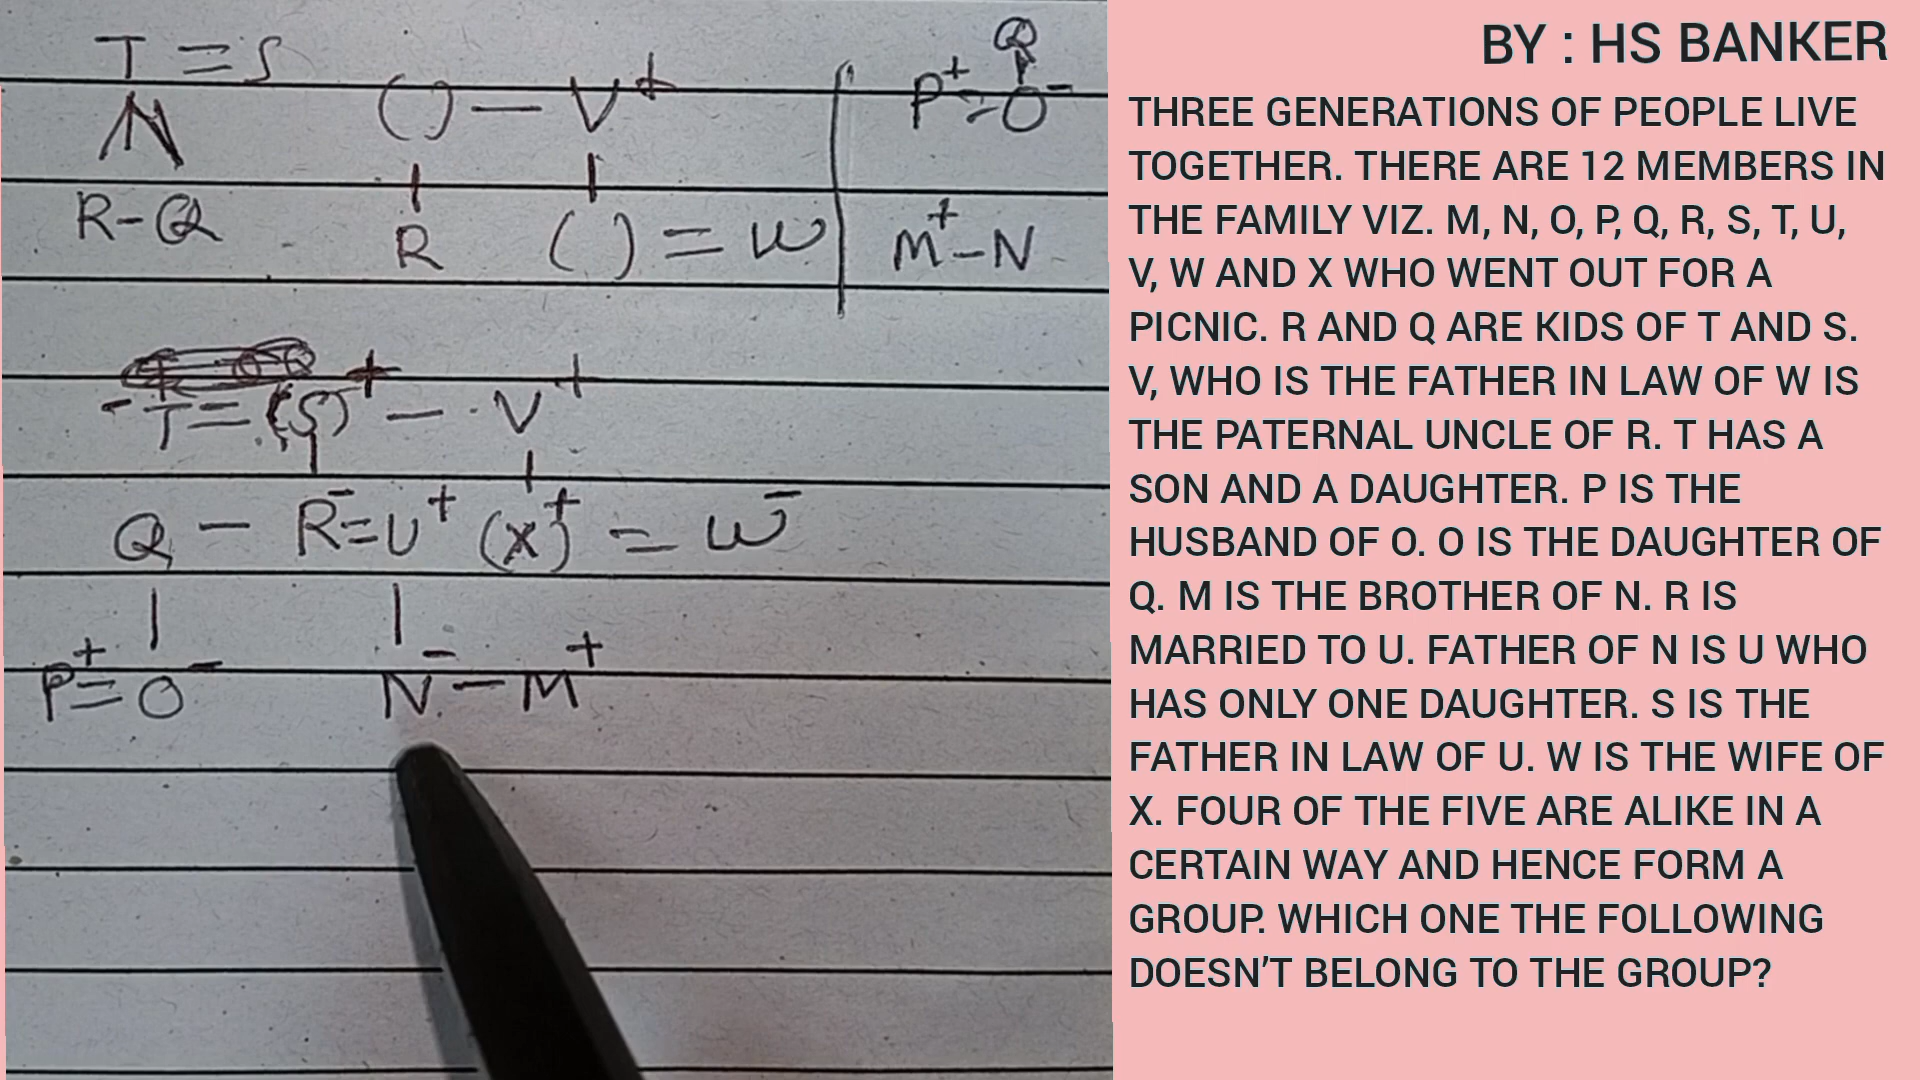 T = S
( ) - V+
Q
P+ = O-
R-Q
R
( ) = W
M+-N
- T = (S)+ - V+
Q - R- = U+ (X)+ = W-
P+ = O-
N- - M+
BY : HS BANKER
THREE GENERATIONS OF PEOPLE LIVE
TOGETHER. THERE ARE 12 MEMBERS IN
THE FAMILY VIZ. M, N, O, P, Q, R, S, T, U,
V, W AND X WHO WENT OUT FOR A
PICNIC. R AND Q ARE KIDS OF T AND S.
V, WHO IS THE FATHER IN LAW OF W IS
THE PATERNAL UNCLE OF R. T HAS A
SON AND A DAUGHTER. P IS THE
HUSBAND OF O. O IS THE DAUGHTER OF
Q. M IS THE BROTHER OF N. R IS
MARRIED TO U. FATHER OF N IS U WHO
HAS ONLY ONE DAUGHTER. S IS THE
FATHER IN LAW OF U. W IS THE WIFE OF
X. FOUR OF THE FIVE ARE ALIKE IN A
CERTAIN WAY AND HENCE FORM A
GROUP. WHICH ONE THE FOLLOWING
DOESN'T BELONG TO THE GROUP?